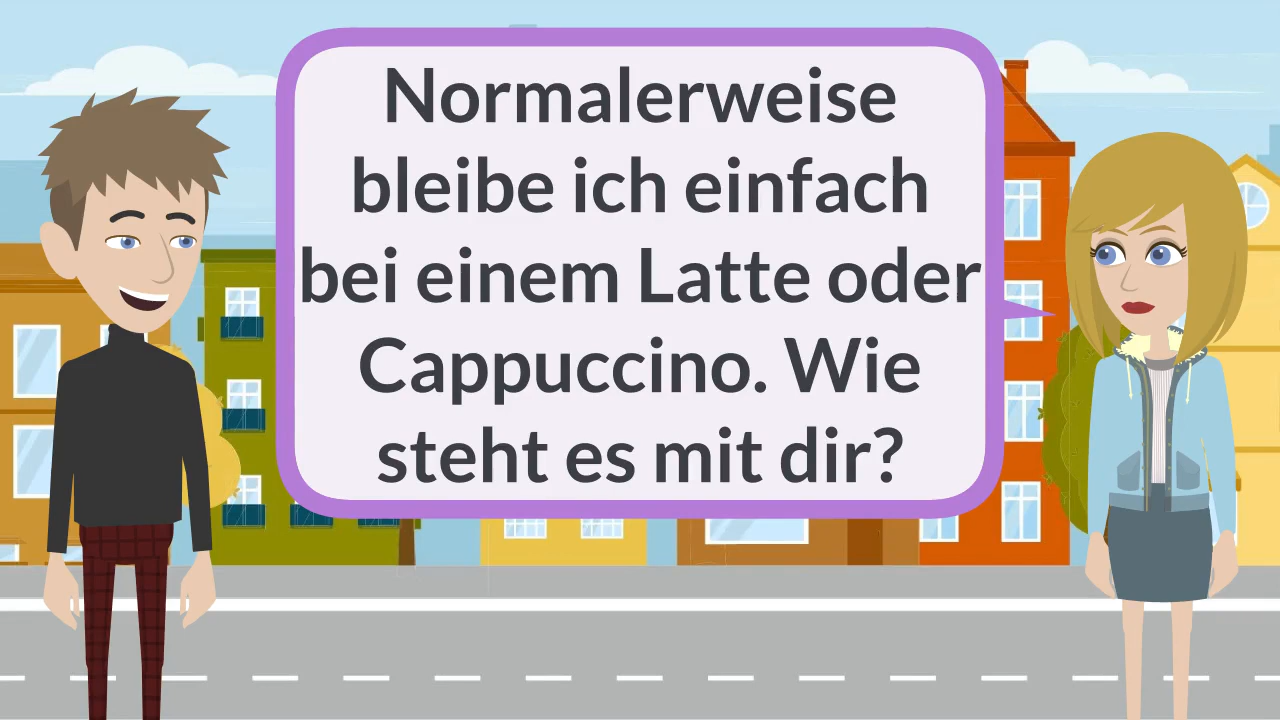 Normalerweise
bleibe ich einfach
bei einem Latte oder
Cappuccino. Wie
steht es mit dir?